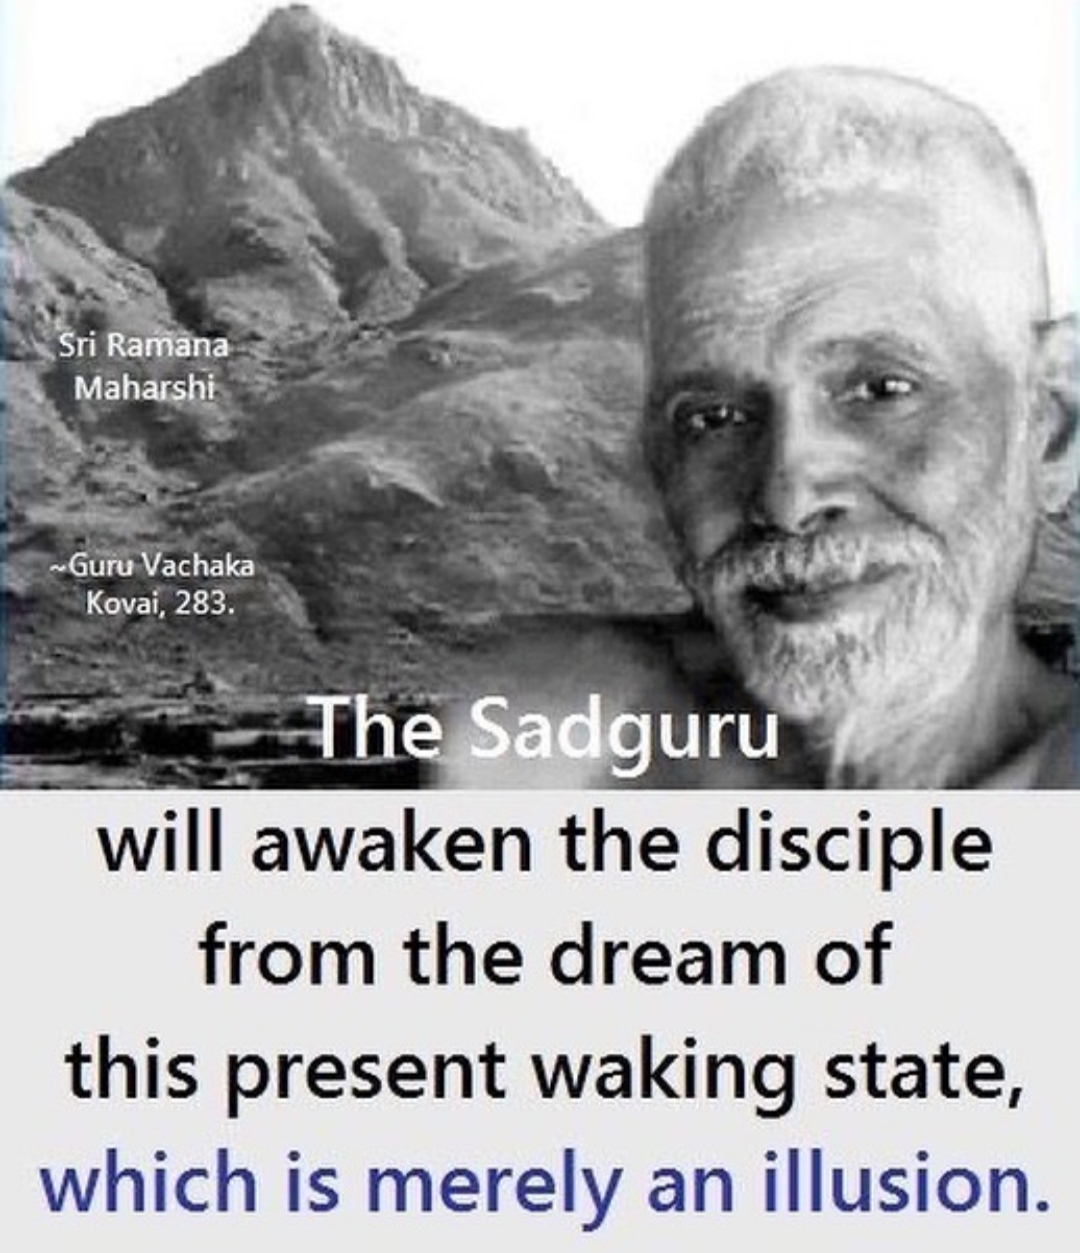 Sri Ramana
Maharshi
~Guru Vachaka
Kovai, 283.
The Sadguru
will awaken the disciple
from the dream of
this present waking state,
which is merely an illusion.